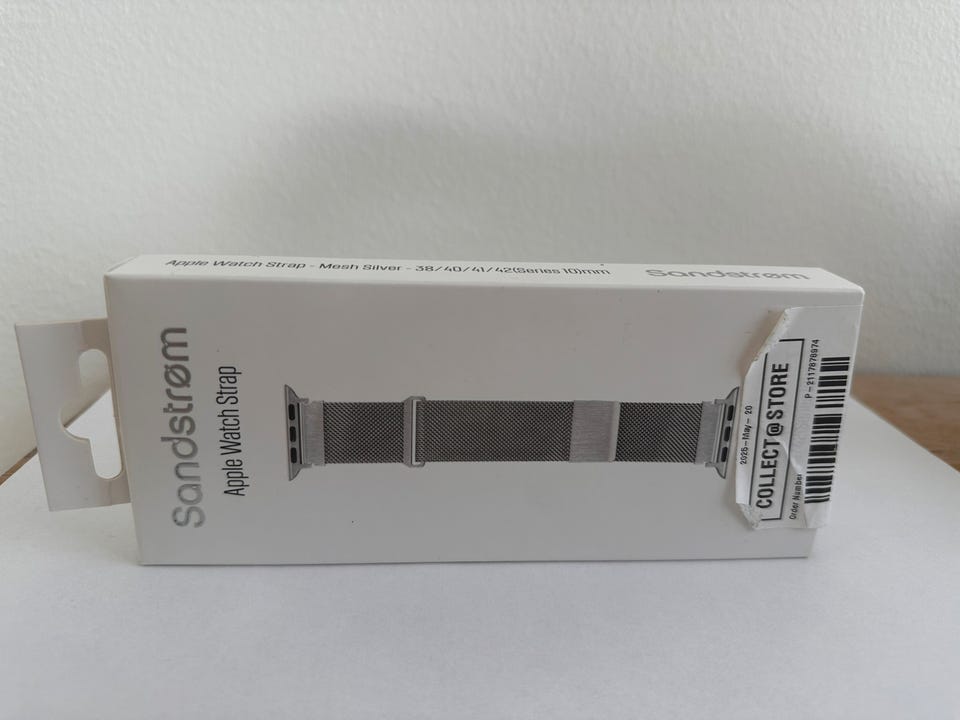 Apple Watch Strap - Mesh Silver - 38/40/41/42(Series 10)mm
Sandstrøm
Sandstrøm
Apple Watch Strap
2025-May-20
COLLECT@STORE
Order Number
P-2117878974